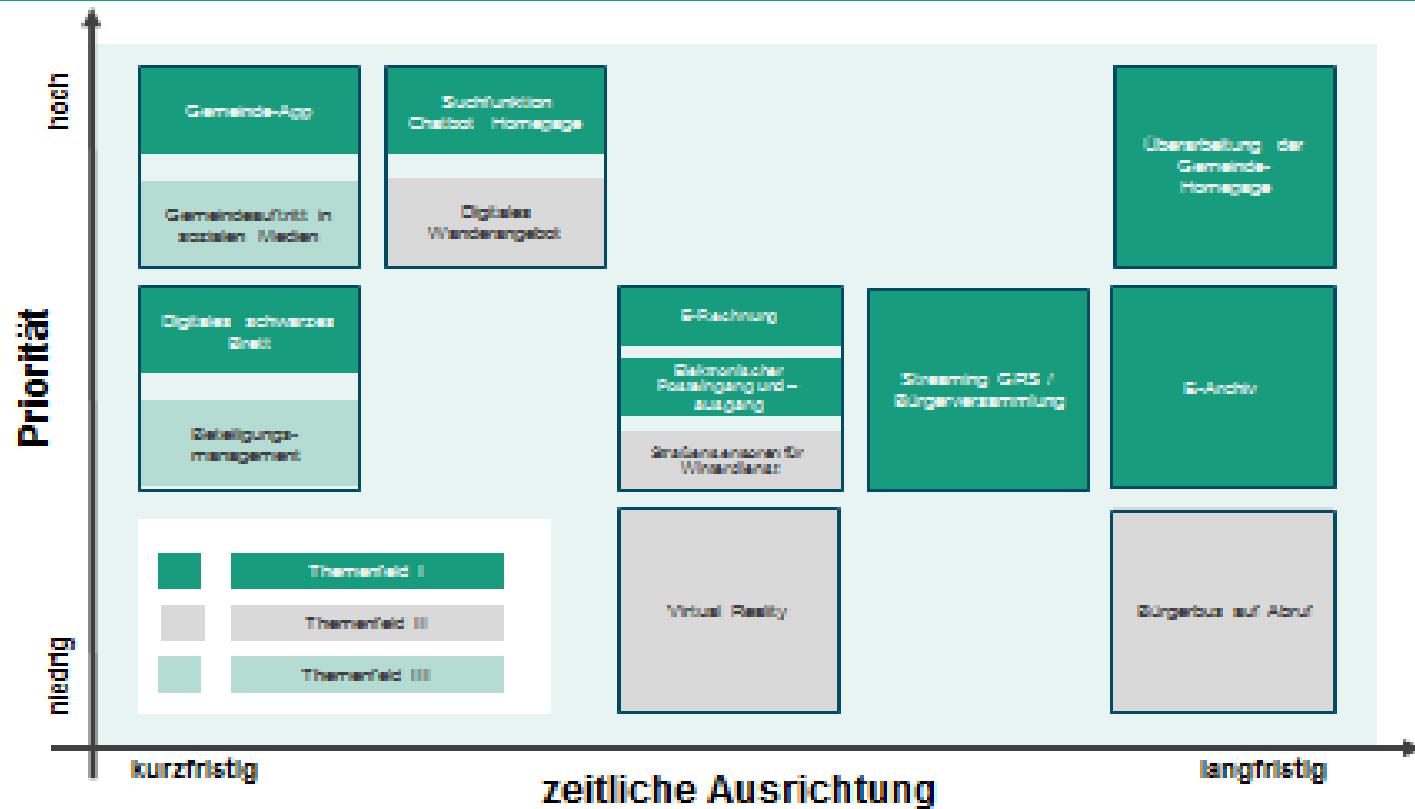 hoch
Priorität
niedrig
Gemeinde-App
Gemeindeauftritt in
sozialen Medien
Suchfunktion
Chatbot Homepage
Digitales
Wanderangebot
Überarbeitung der
Gemeinde-
Homepage
Digitales schwarzes
Brett
Beteiligungs-
management
E-Rechnung
Elektronischer
Posteingang und –
ausgang
Straßensensoren für
Winterdienst
Streaming GRS /
Bürgerversammlung
E-Archiv
Themenfeld I
Themenfeld II
Themenfeld III
Virtual Reality
Bürgerbus auf Abruf
kurzfristig
zeitliche Ausrichtung
langfristig